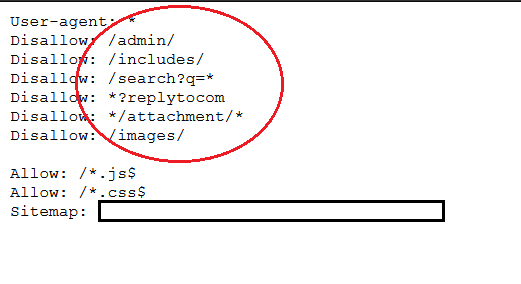 User-agent: *
Disallow: /admin/
Disallow: /includes/
Disallow: /search?q=*
Disallow: *?replytocom
Disallow: */attachment/*
Disallow: /images/
Allow: /*.js$
Allow: /*.css$
Sitemap: